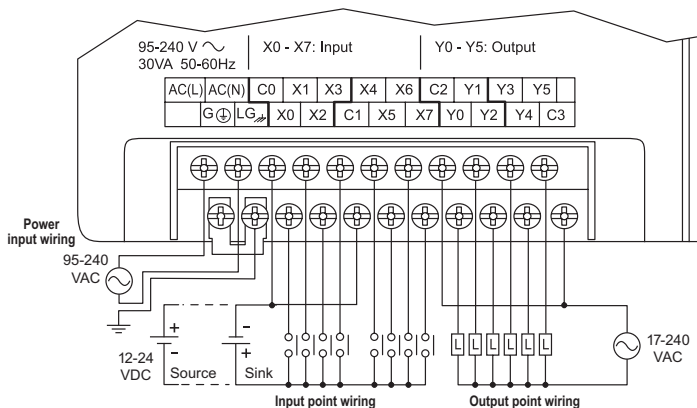 95-240 V
30VA 50-60Hz
X0 - X7: Input
Y0 - Y5: Output
AC(L) AC(N) C0 X1 X3 X4 X6 C2 Y1 Y3 Y5
G LG X0 X2 C1 X5 X7 Y0 Y2 Y4 C3
Power
input wiring
95-240
VAC
+
-
12-24
VDC
Source
-
+
Sink
L L L L L L
17-240
VAC
Input point wiring
Output point wiring